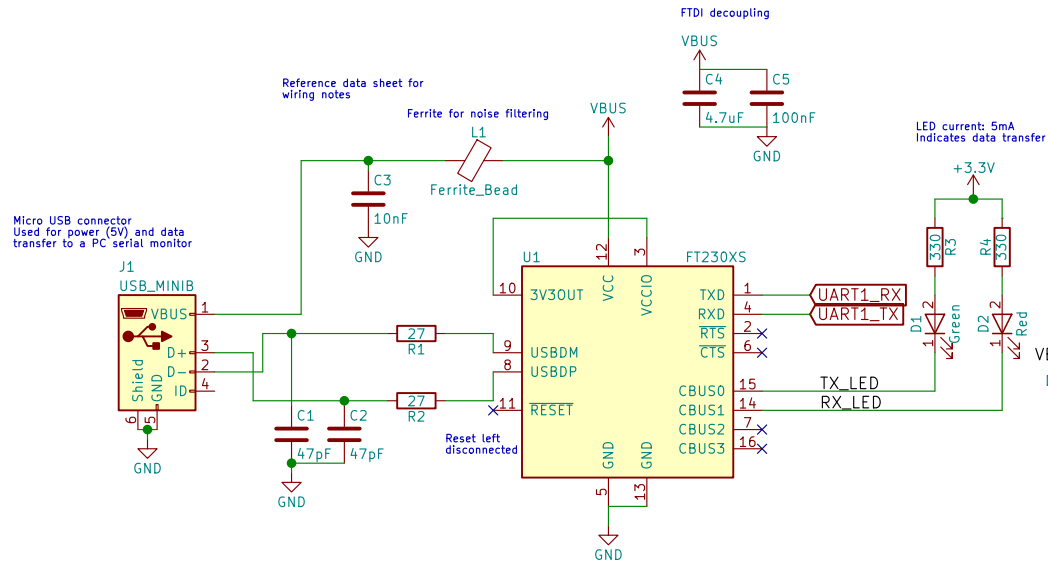 FTDI decoupling
VBUS
C4
C5
4.7uF
100nF
GND
Reference data sheet for
wiring notes
Ferrite for noise filtering
L1
Ferrite_Bead
VBUS
C3
10nF
GND
LED current: 5mA
Indicates data transfer
+3.3V
330
R3
R4
330
D1
2
1
Green
D2
2
1
Red
Micro USB connector
Used for power (5V) and data
transfer to a PC serial monitor
J1
USB_MINIB
VBUS
1
D+
3
D-
2
ID
4
Shield
GND
6
5
GND
27
R1
27
R2
C1
47pF
C2
47pF
GND
Reset left
disconnected
U1
FT230XS
12
VCC
3
VCCIO
10
3V3OUT
9
USBDM
8
USBDP
11
RESET
TXD
1
UART1_RX
RXD
4
UART1_TX
RTS
2
CTS
6
CBUS0
15
TX_LED
CBUS1
14
RX_LED
CBUS2
7
CBUS3
16
GND
GND
5
13
GND